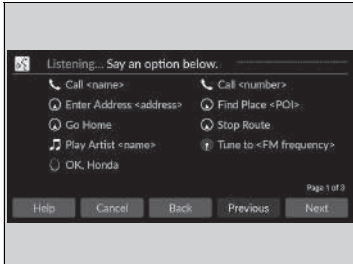 Listening... Say an option below.
Call <name>
Call <number>
Enter Address <address>
Find Place <POI>
Go Home
Stop Route
Play Artist <name>
Tune to <FM frequency>
OK, Honda
Page 1 of 3
Help
Cancel
Back
Previous
Next